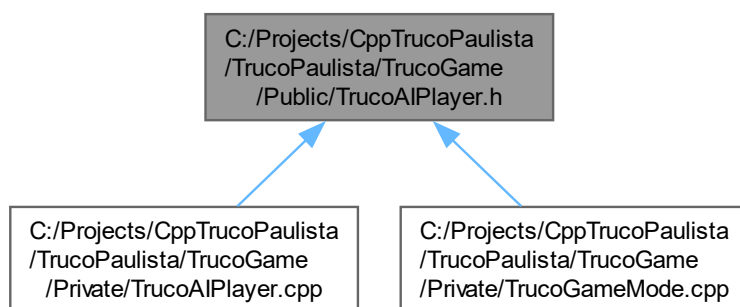 C:/Projects/CppTrucoPaulista
/TrucoPaulista/TrucoGame
/Public/TrucoAIPlayer.h
C:/Projects/CppTrucoPaulista
/TrucoPaulista/TrucoGame
/Private/TrucoAIPlayer.cpp
C:/Projects/CppTrucoPaulista
/TrucoPaulista/TrucoGame
/Private/TrucoGameMode.cpp